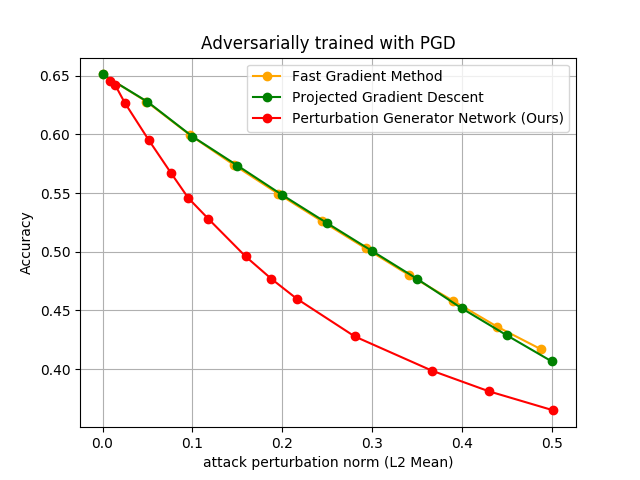 Adversarially trained with PGD
Fast Gradient Method
Projected Gradient Descent
Perturbation Generator Network (Ours)
Accuracy
0.65
0.60
0.55
0.50
0.45
0.40
0.0 0.1 0.2 0.3 0.4 0.5
attack perturbation norm (L2 Mean)